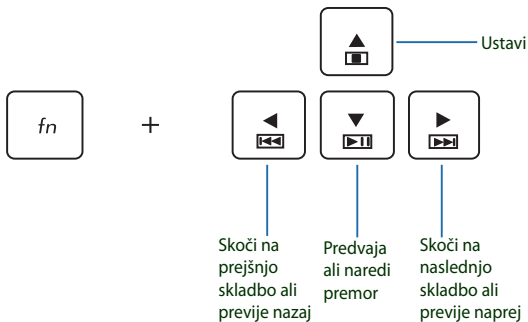 Ustavi
fn
+
Skoči na
prejšnjo
skladbo ali
previje nazaj
Predvaja
ali naredi
premor
Skoči na
naslednjo
skladbo ali
previje naprej